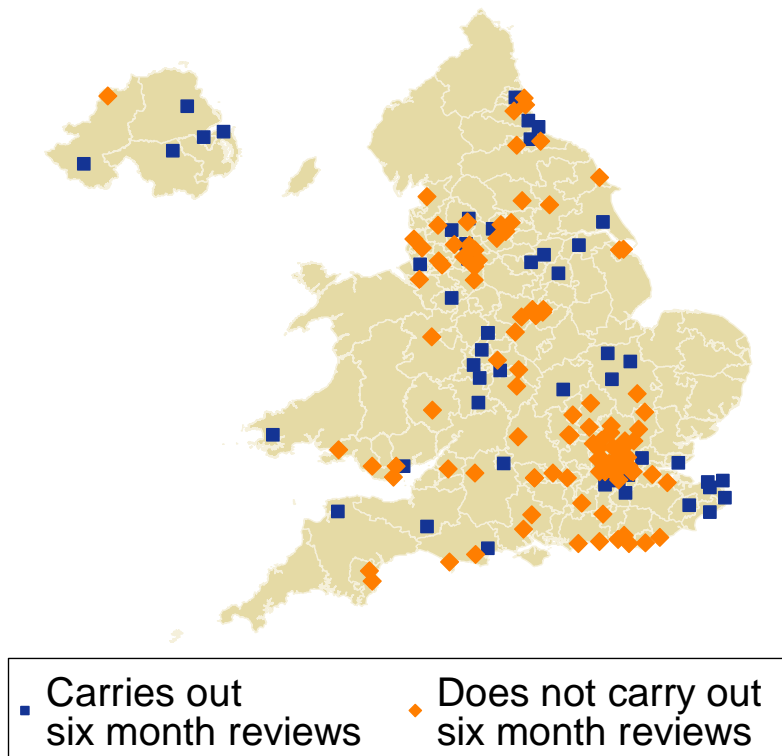 Carries out
six month reviews
Does not carry out
six month reviews